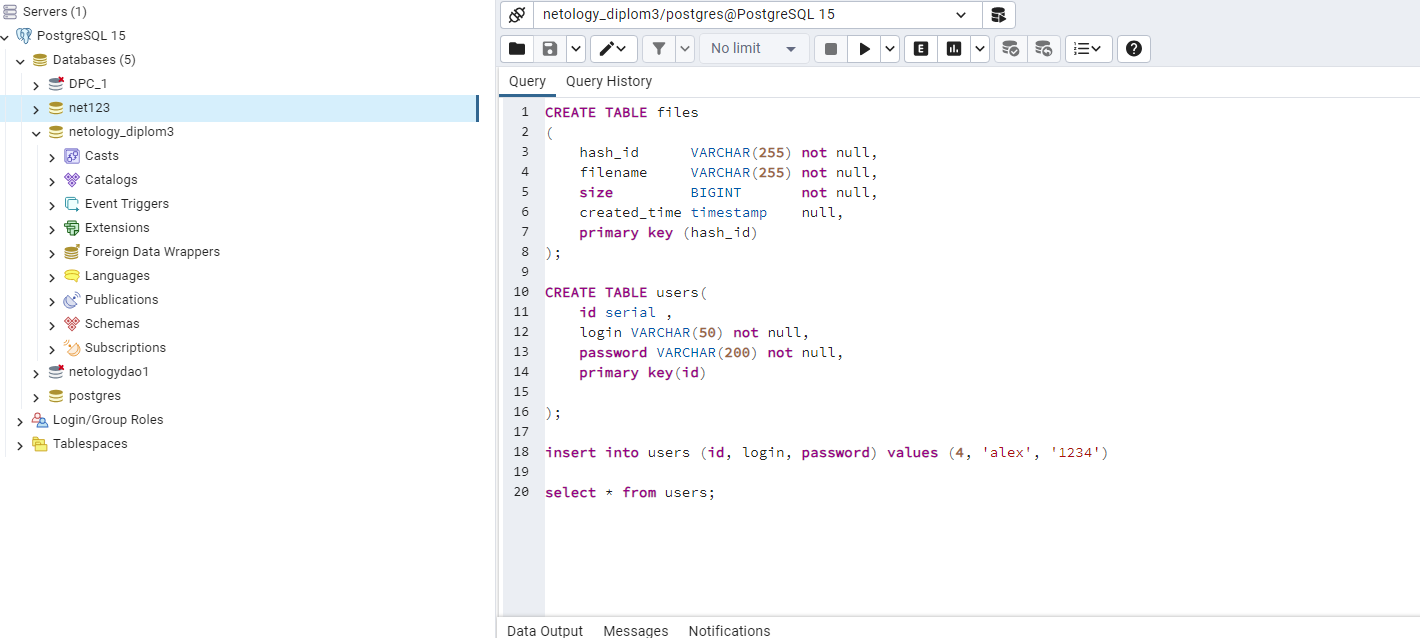 Servers (1)
PostgreSQL 15
Databases (5)
DPC_1
net123
netology_diplom3
Casts
Catalogs
Event Triggers
Extensions
Foreign Data Wrappers
Languages
Publications
Schemas
Subscriptions
netologydao1
postgres
Login/Group Roles
Tablespaces
netology_diplom3/postgres@PostgreSQL 15
No limit
E
Query Query History
1 CREATE TABLE files
2 (
3 hash_id VARCHAR(255) not null,
4 filename VARCHAR(255) not null,
5 size BIGINT not null,
6 created_time timestamp null,
7 primary key (hash_id)
8 );
9
10 CREATE TABLE users(
11 id serial ,
12 login VARCHAR(50) not null,
13 password VARCHAR(200) not null,
14 primary key(id)
15
16 );
17
18 insert into users (id, login, password) values (4, 'alex', '1234')
19
20 select * from users;
Data Output Messages Notifications